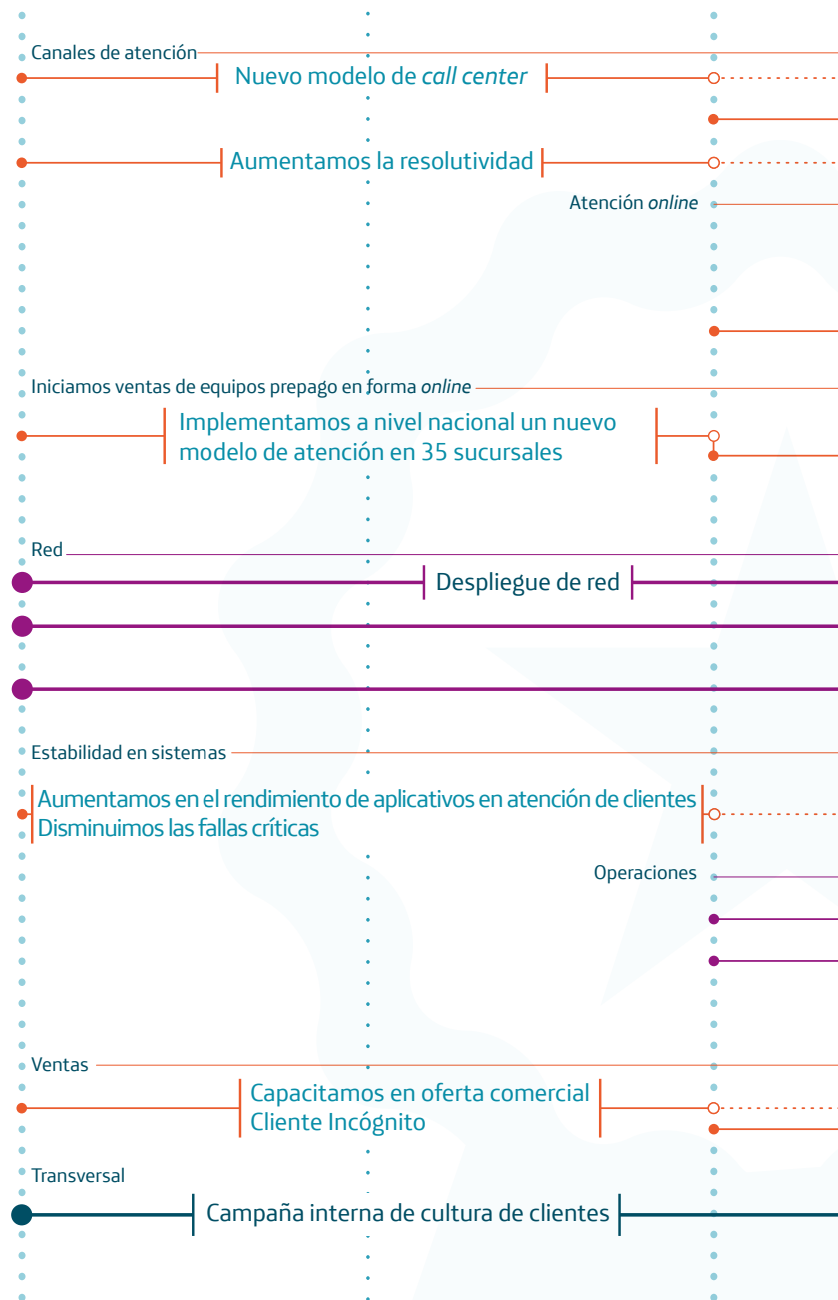 Canales de atención
Nuevo modelo de call center
Aumentamos la resolutividad
Atención online
Iniciamos ventas de equipos prepago en forma online
Implementamos a nivel nacional un nuevo
modelo de atención en 35 sucursales
Red
Despliegue de red
Estabilidad en sistemas
Aumentamos en el rendimiento de aplicativos en atención de clientes
Disminuimos las fallas críticas
Operaciones
Ventas
Capacitamos en oferta comercial
Cliente Incógnito
Transversal
Campaña interna de cultura de clientes